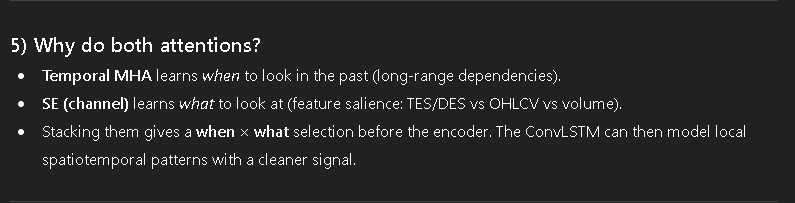 5) Why do both attentions?
• Temporal MHA learns when to look in the past (long-range dependencies).
• SE (channel) learns what to look at (feature salience: TES/DES vs OHLCV vs volume).
• Stacking them gives a when × what selection before the encoder. The ConvLSTM can then model local
spatiotemporal patterns with a cleaner signal.